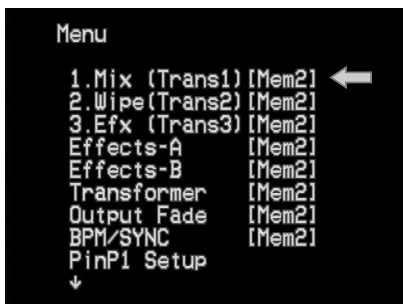 Menu
1.Mix (Trans1)[Mem2]
2.Wipe(Trans2)[Mem2]
3.Efx (Trans3)[Mem2]
Effects-A [Mem2]
Effects-B [Mem2]
Transformer [Mem2]
Output Fade [Mem2]
BPM/SYNC [Mem2]
PinP1 Setup